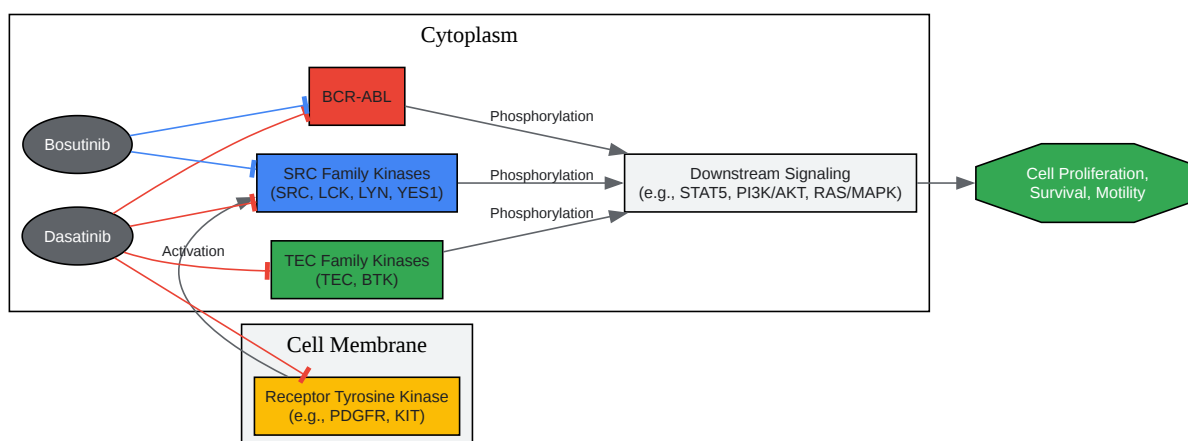 Cytoplasm
BCR-ABL
Phosphorylation
Bosutinib
SRC Family Kinases
(SRC, LCK, LYN, YES1)
Phosphorylation
Downstream Signaling
(e.g., STAT5, PI3K/AKT, RAS/MAPK)
Cell Proliferation,
Survival, Motility
Phosphorylation
Dasatinib
Activation
TEC Family Kinases
(TEC, BTK)
Cell Membrane
Receptor Tyrosine Kinase
(e.g., PDGFR, KIT)